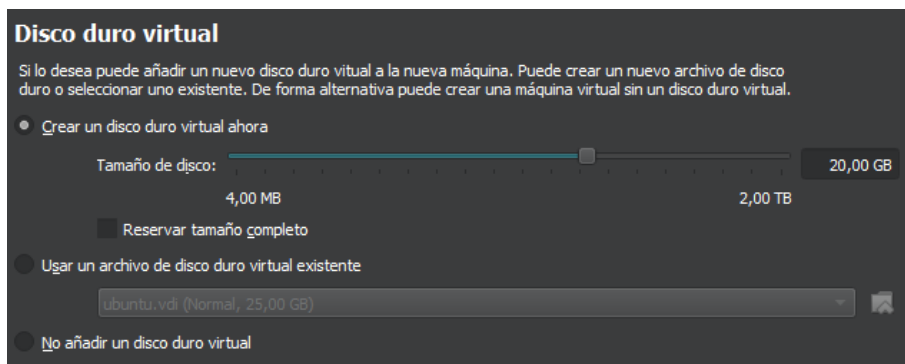 Disco duro virtual
Si lo desea puede añadir un nuevo disco duro vitual a la nueva máquina. Puede crear un nuevo archivo de disco
duro o seleccionar uno existente. De forma alternativa puede crear una máquina virtual sin un disco duro virtual.
Crear un disco duro virtual ahora
Tamaño de disco: 20,00 GB
4,00 MB 2,00 TB
Reservar tamaño completo
Usar un archivo de disco duro virtual existente
ubuntu.vdi (Normal, 25,00 GB)
No añadir un disco duro virtual